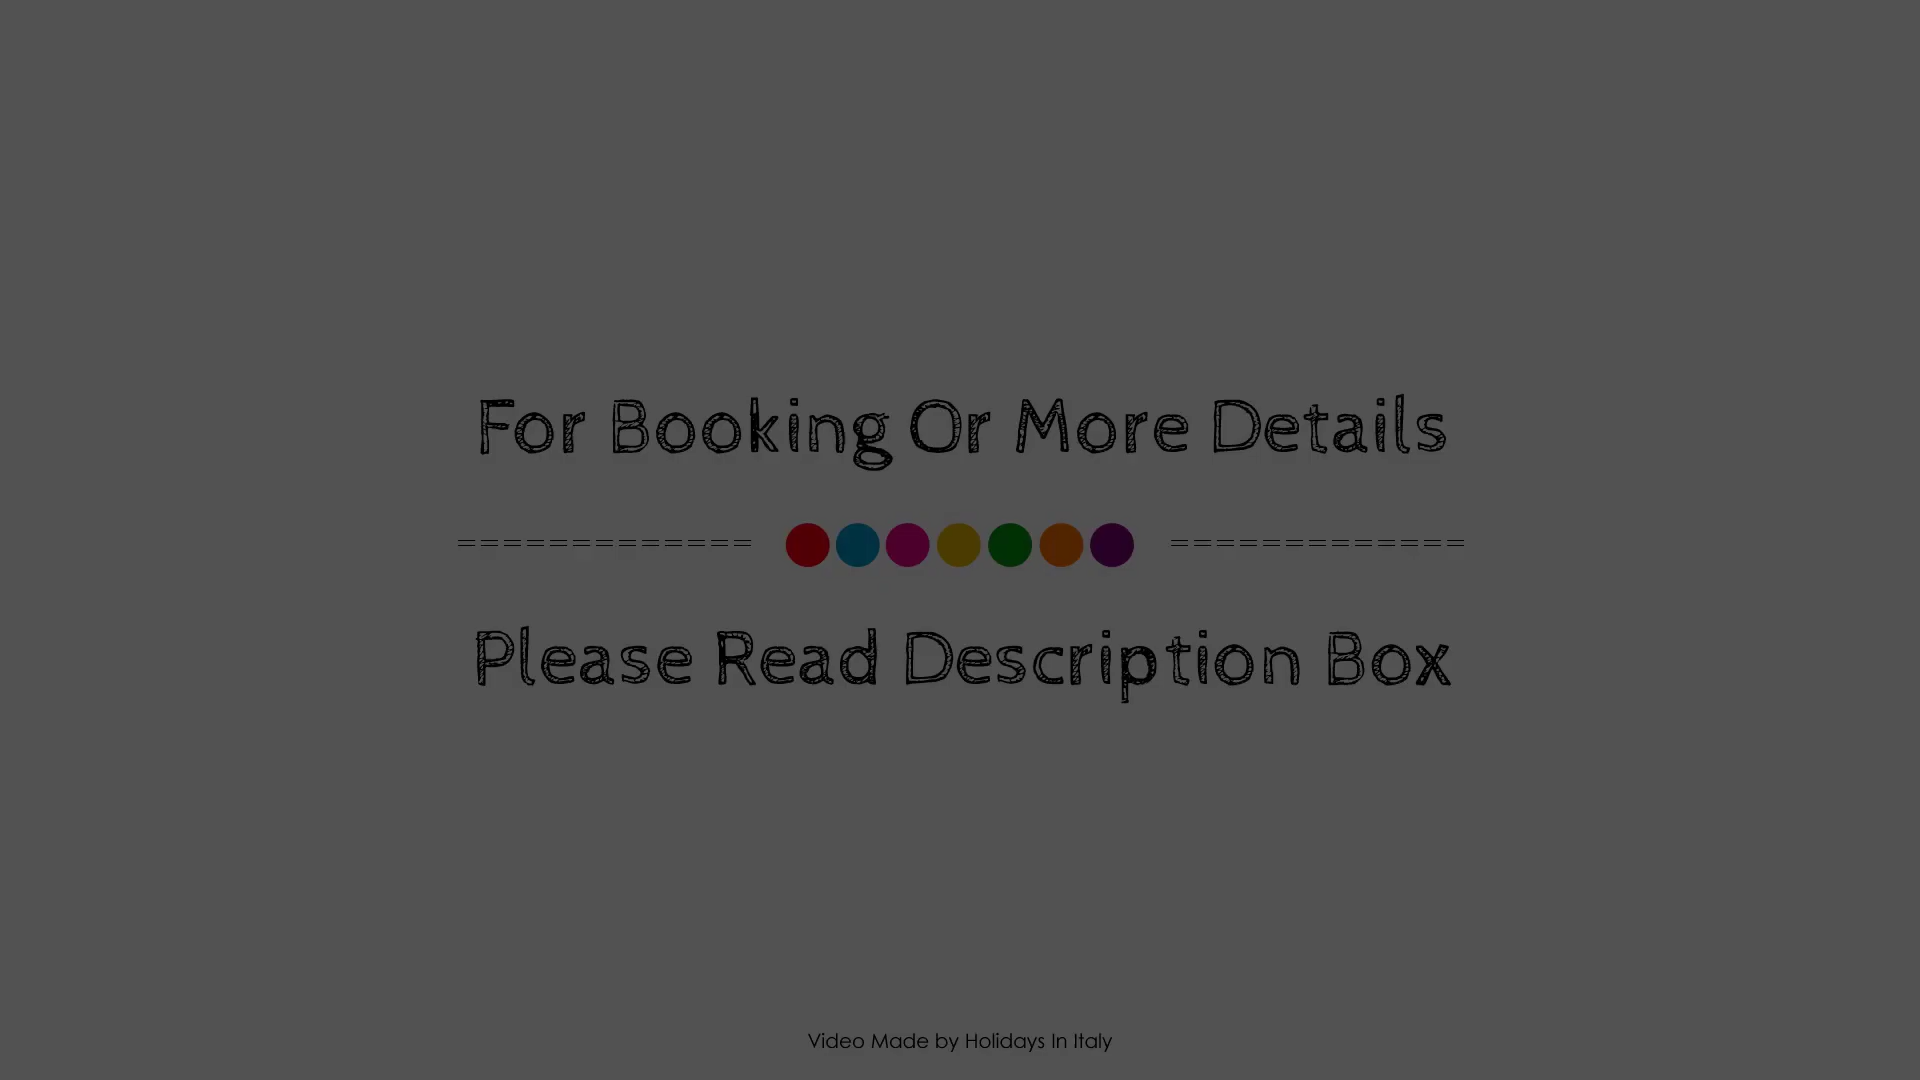 For Booking Or More Details
============= =============
Please Read Description Box
Video Made by Holidays In Italy